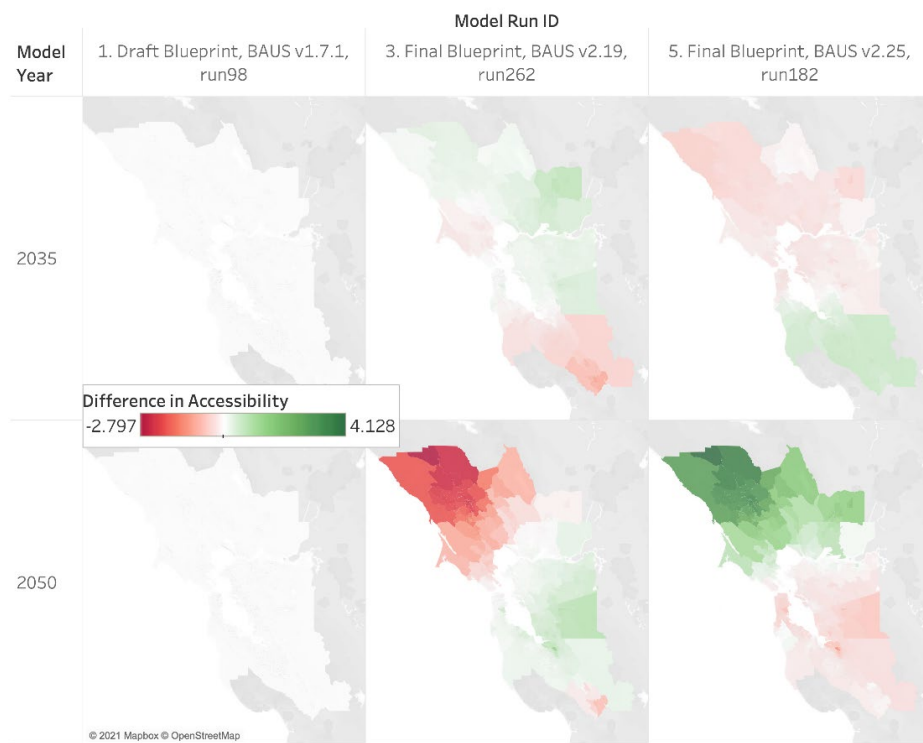 Model Run ID
Model
Year
1. Draft Blueprint, BAUS v1.7.1,
run98
3. Final Blueprint, BAUS v2.19,
run262
5. Final Blueprint, BAUS v2.25,
run182
2035
Difference in Accessibility
-2.797 4.128
2050
© 2021 Mapbox © OpenStreetMap